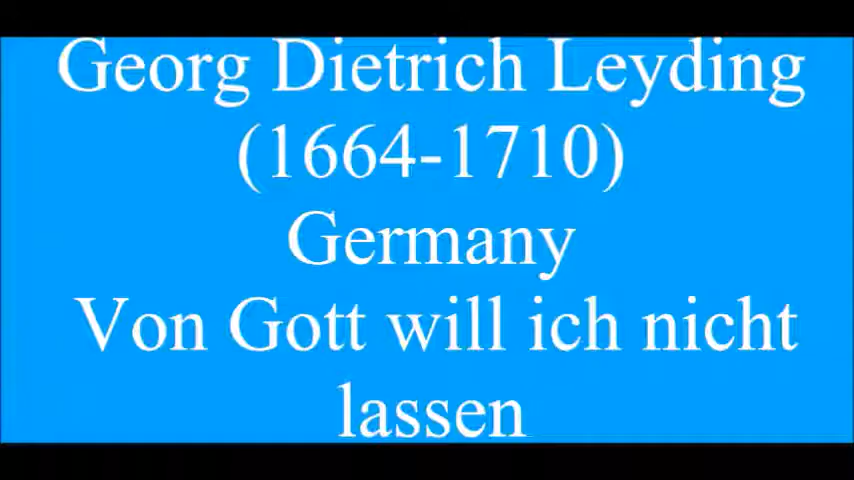 Georg Dietrich Leyding
(1664-1710)
Germany
Von Gott will ich nicht
lassen